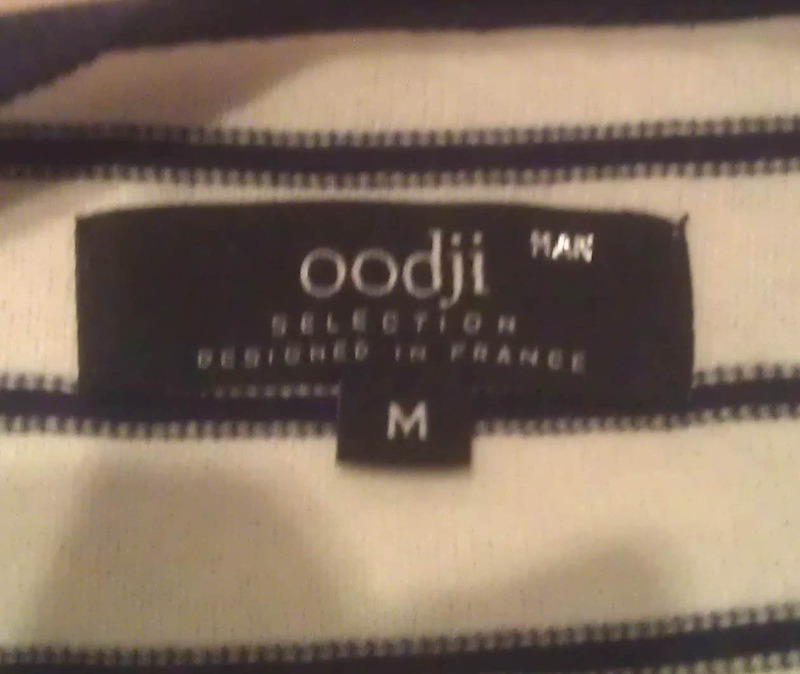 oodji MAN
SELECTION
DESIGNED IN FRANCE
M